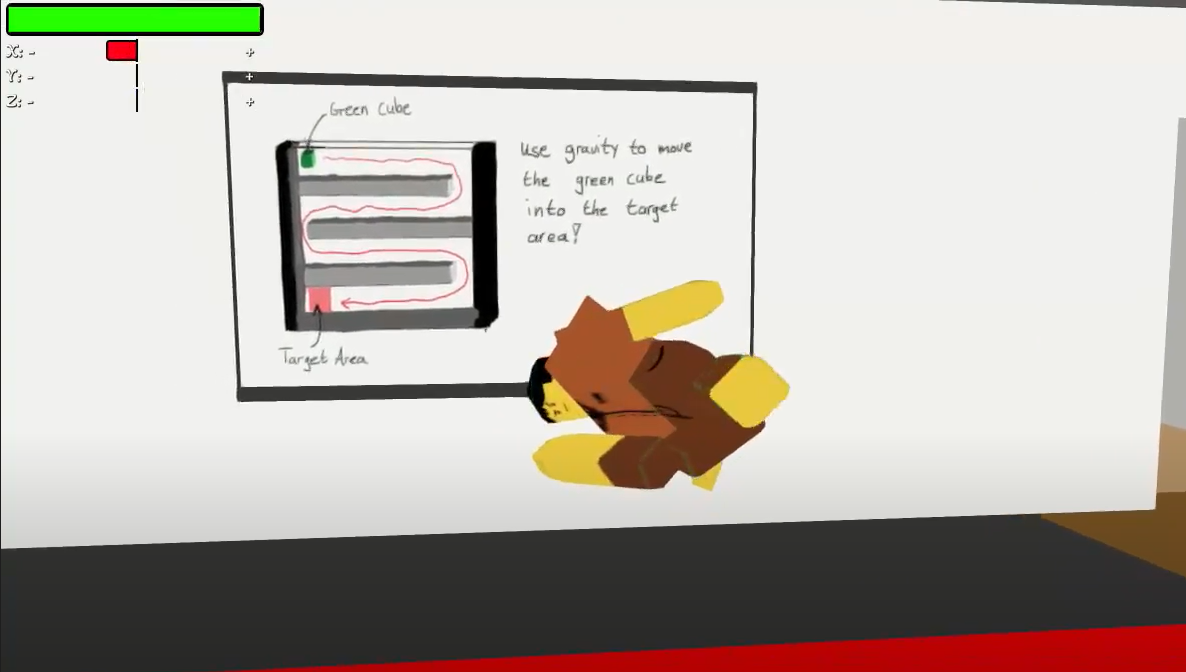 X: - +
Y: - +
Z: - +
Green Cube
Use gravity to move
the green cube
into the target
area!
Target Area